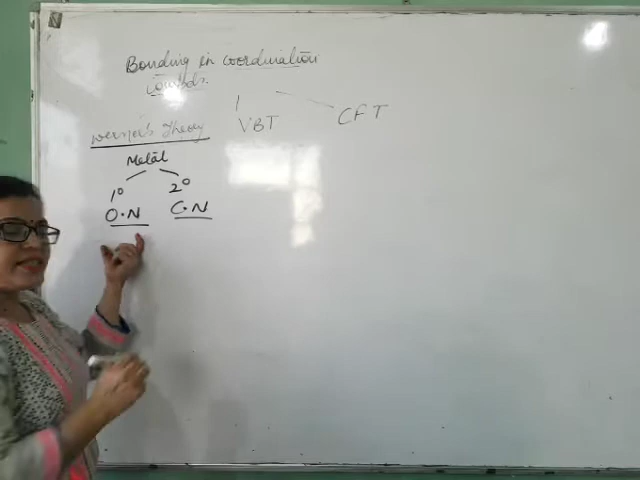 Bonding in coordination
Compds.
Werner's Theory
VBT
CFT
Metal
1° 2°
O.N C.N